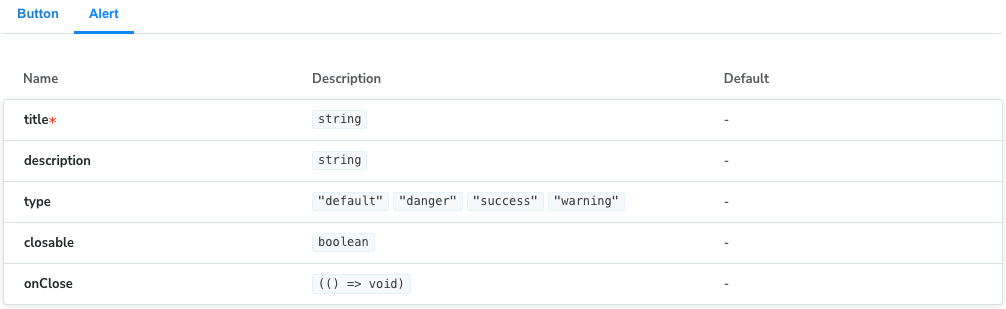 Button Alert
Name Description Default
title* string -
description string -
type "default" "danger" "success" "warning" -
closable boolean -
onClose (() => void) -